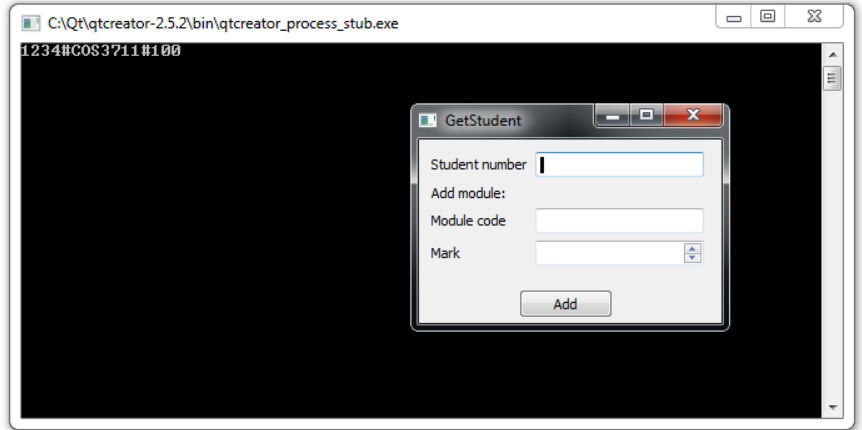 C:\Qt\qtcreator-2.5.2\bin\qtcreator_process_stub.exe
1234#COS3711#100
GetStudent
Student number
Add module:
Module code
Mark
Add